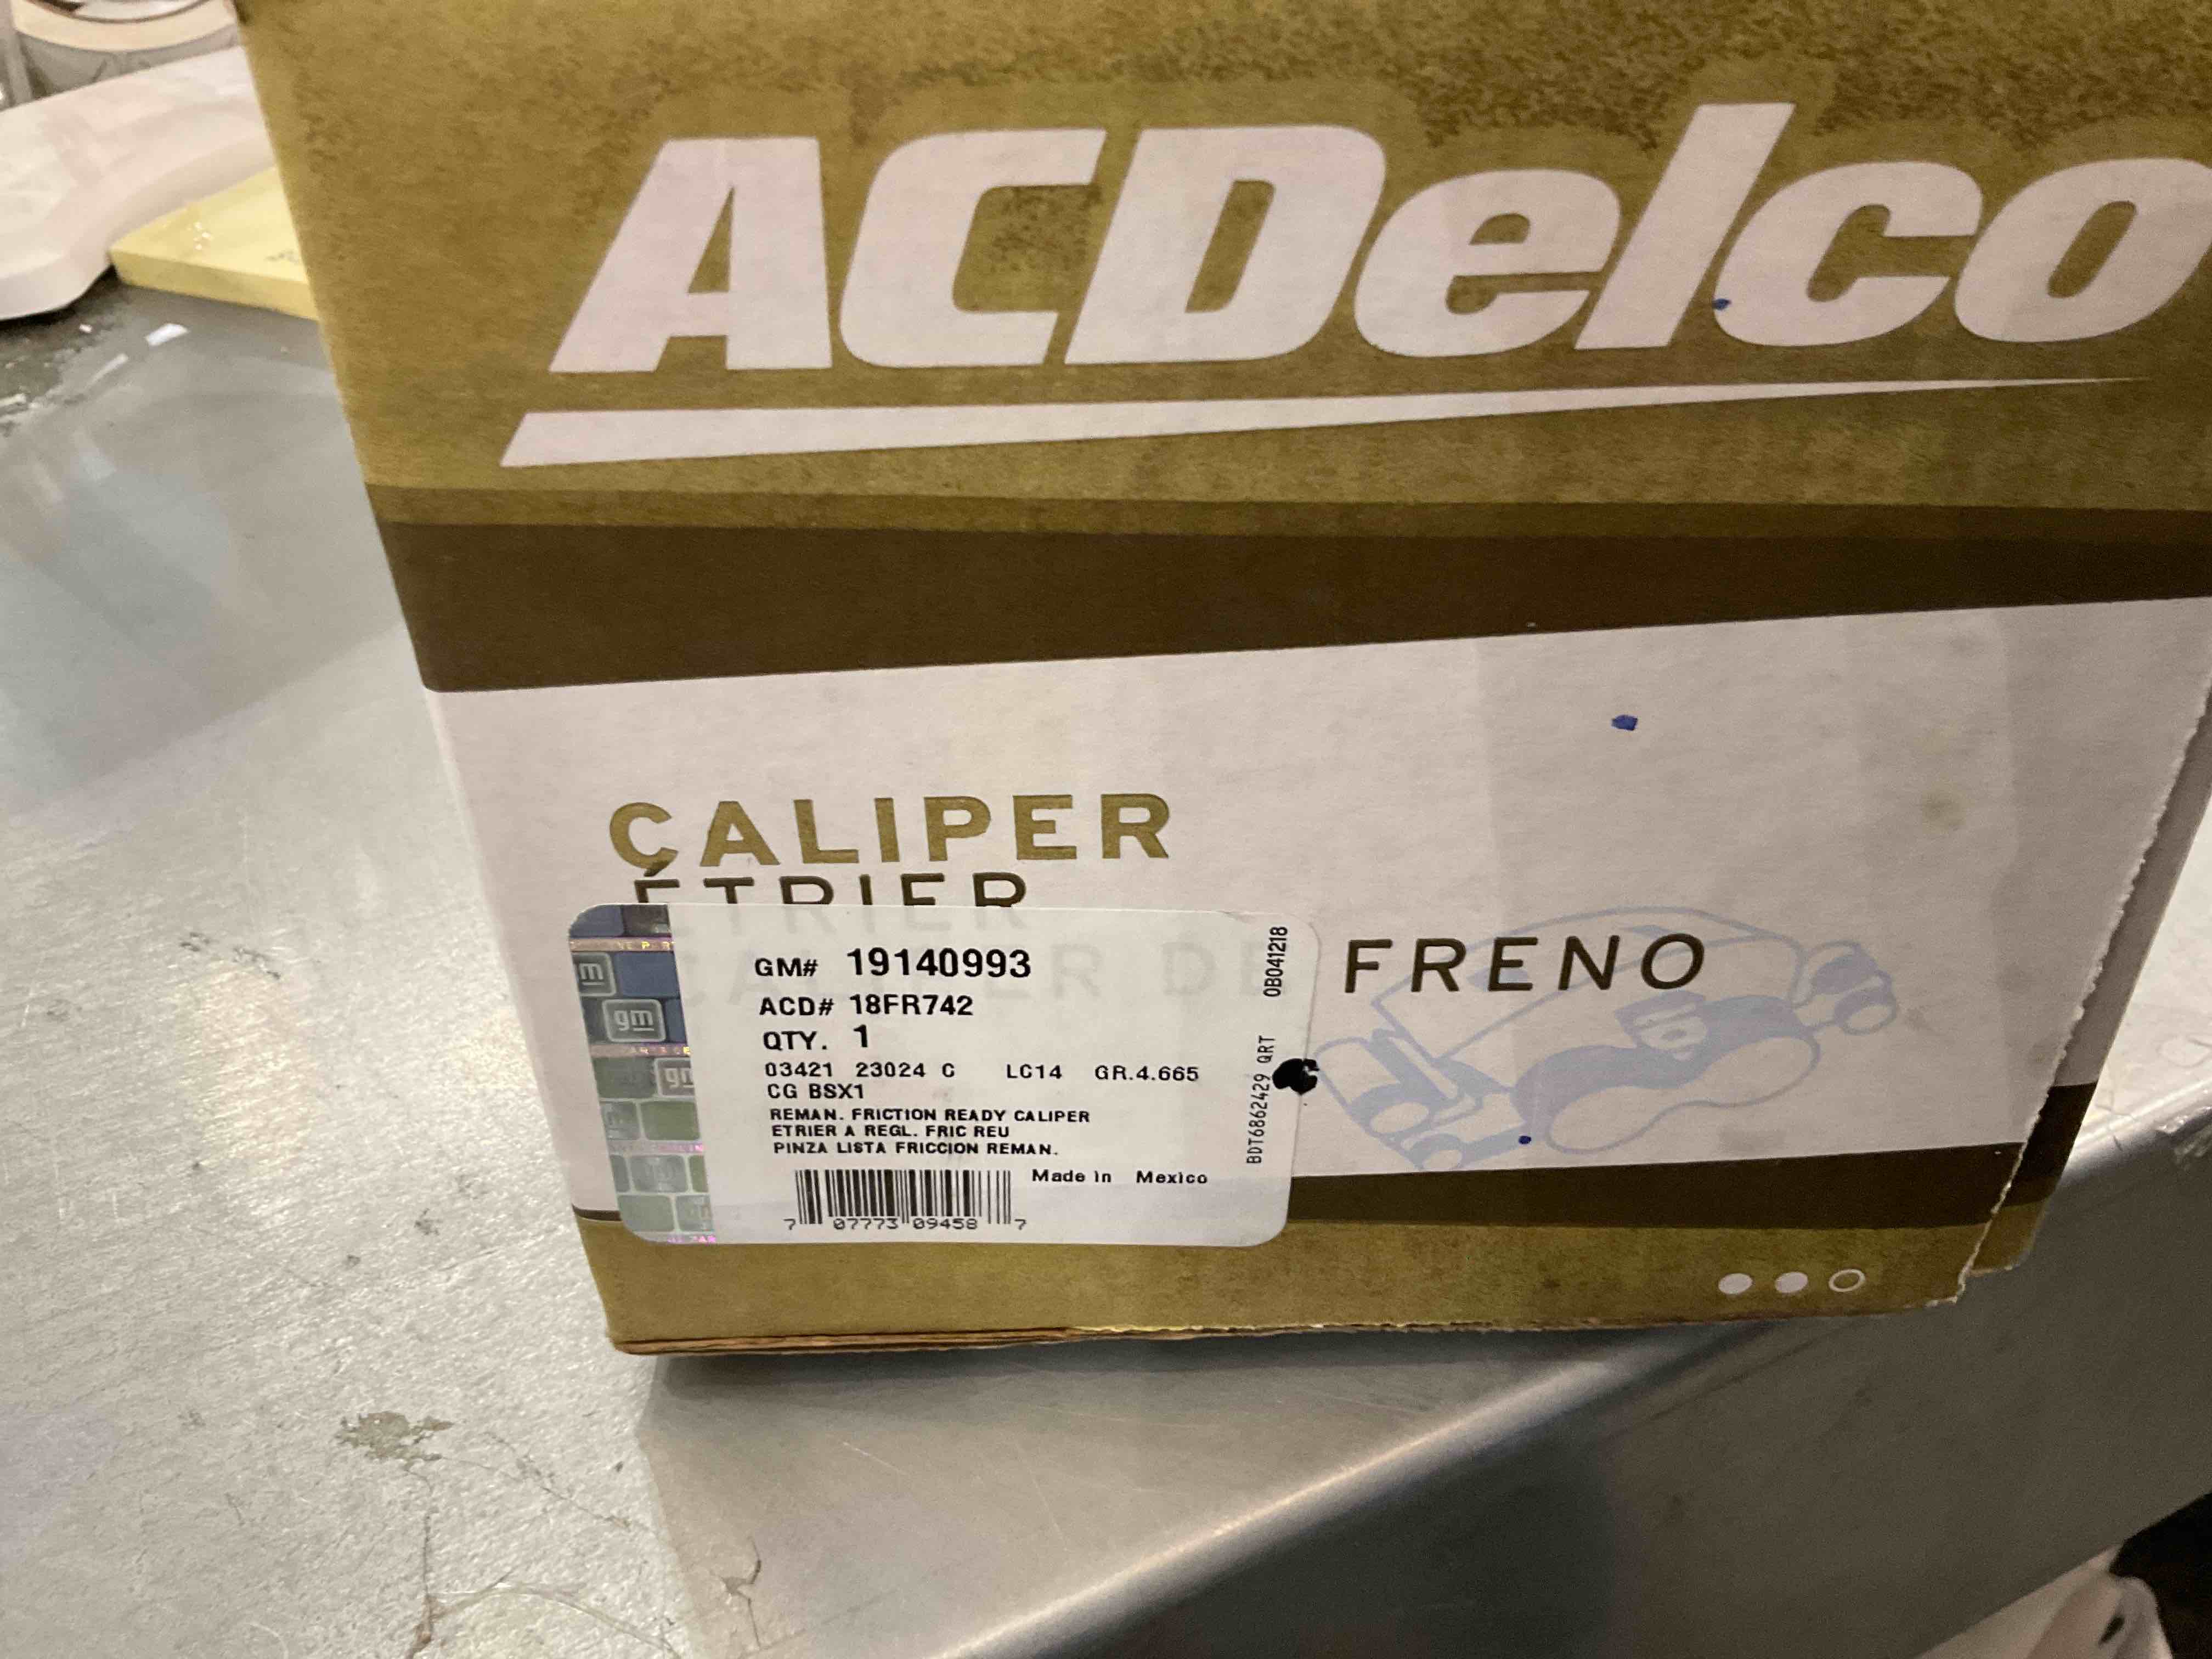 ACDelco
CALIPER
ÉTRIER
FRENO
GM# 19140993
ACD# 18FR742
QTY. 1
03421 23024 C LC14 GR.4.665
CG BSX1
REMAN. FRICTION READY CALIPER
ETRIER A REGL. FRIC REU
PINZA LISTA FRICCION REMAN.
Made in Mexico
7 07773 09458 7
BDT6862429 QRT 0B041218
gm